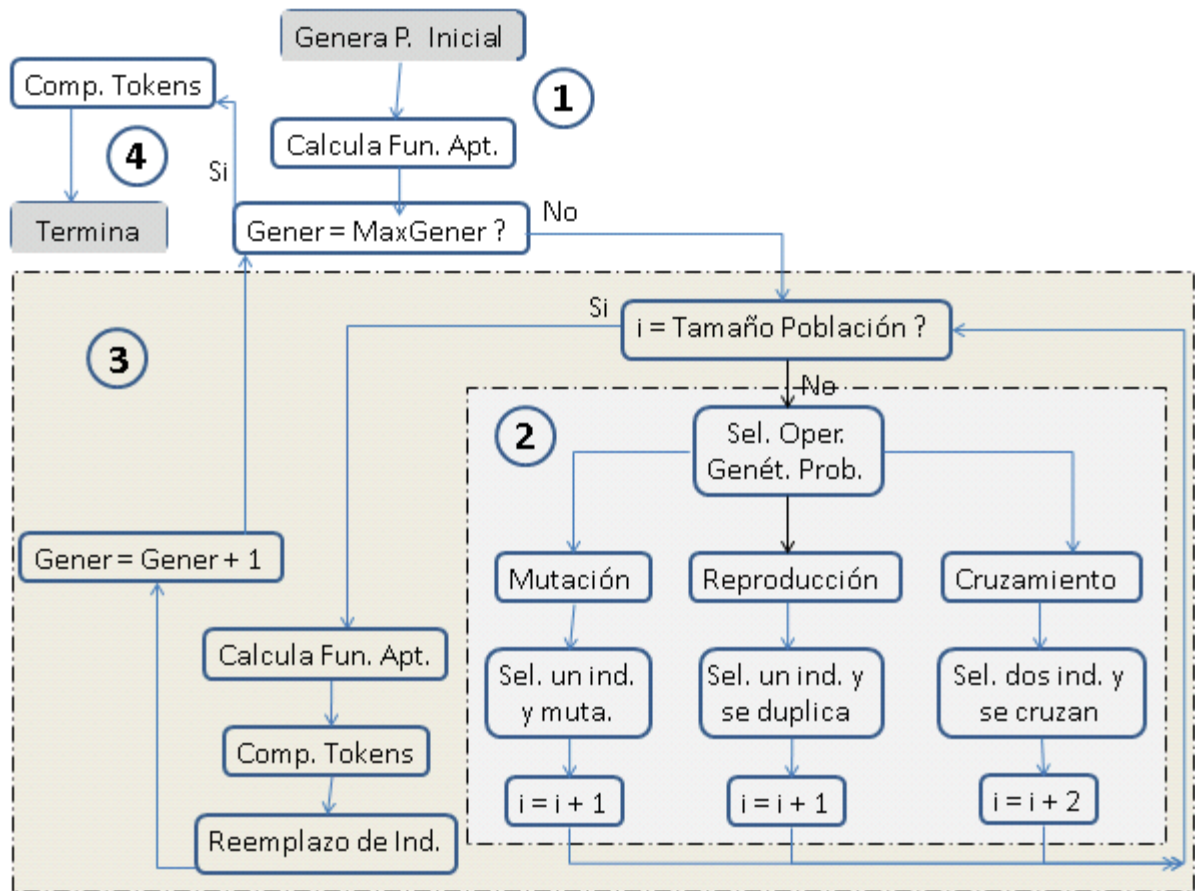 Genera P. Inicial
1
Comp. Tokens
Calcula Fun. Apt.
4
Si
Termina
Gener = MaxGener ?
No
Si
i = Tamaño Población ?
3
No
2
Sel. Oper.
Genét. Prob.
Gener = Gener + 1
Mutación
Reproducción
Cruzamiento
Calcula Fun. Apt.
Sel. un ind.
y muta.
Sel. un ind. y
se duplica
Sel. dos ind. y
se cruzan
Comp. Tokens
i = i + 1
i = i + 1
i = i + 2
Reemplazo de Ind.